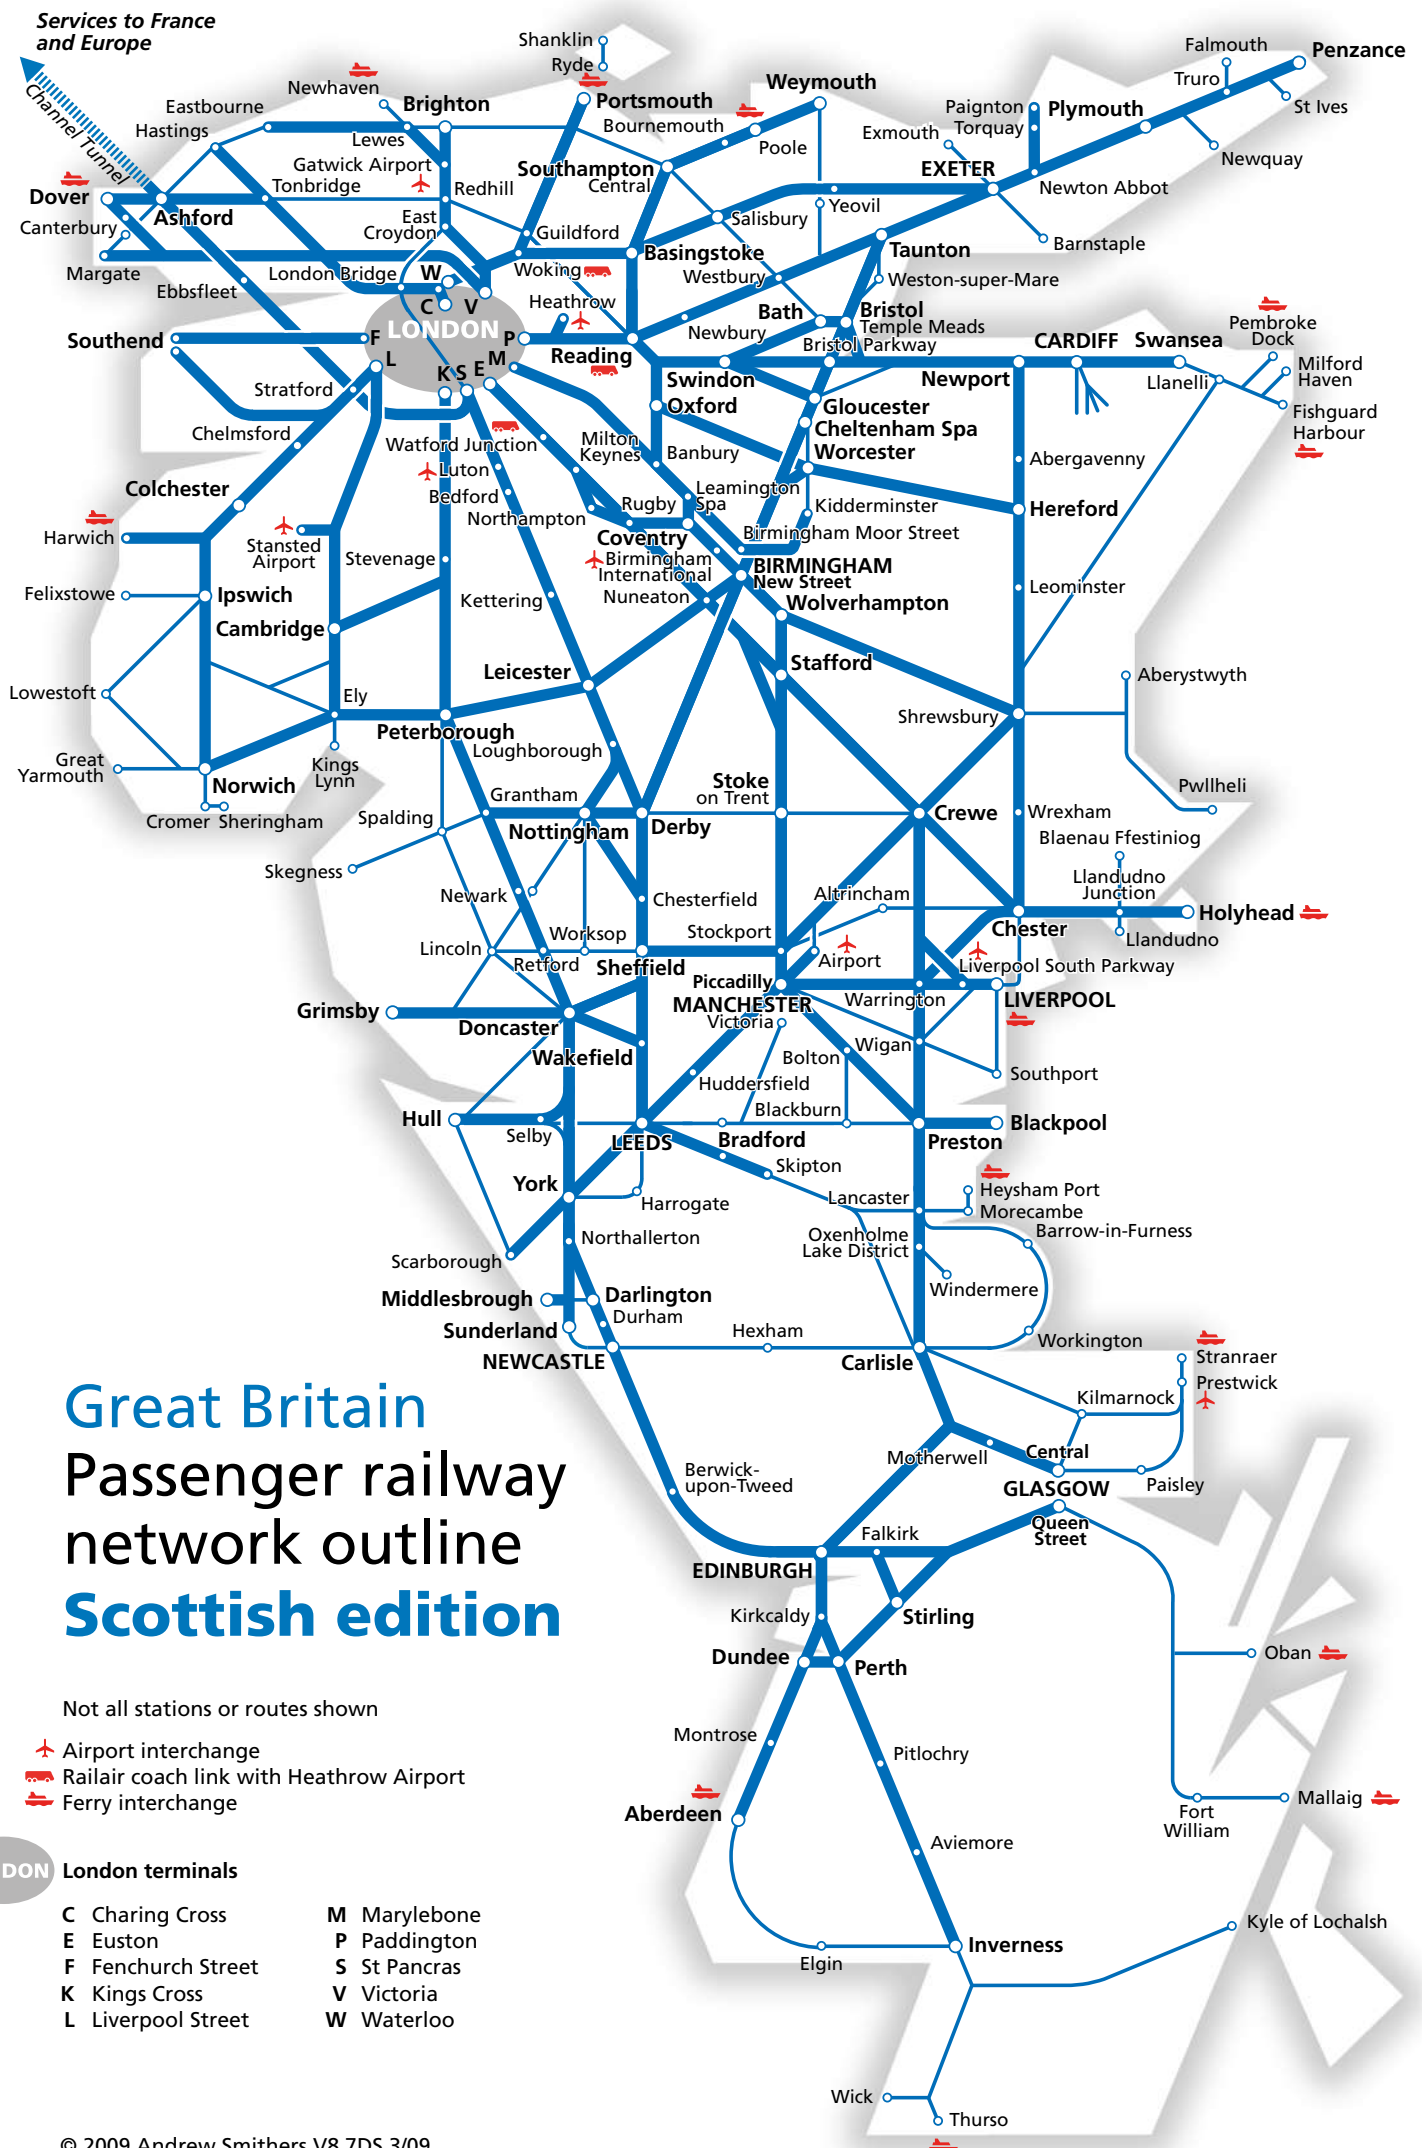 Services to France
and Europe
Channel Tunnel
Shanklin
Ryde
Newhaven
Eastbourne
Hastings
Brighton
Lewes
Portsmouth
Weymouth
Bournemouth
Poole
Falmouth
Penzance
Truro
St Ives
Paignton
Torquay
Plymouth
Exmouth
Newquay
Gatwick Airport
Tonbridge
Redhill
Southampton
Central
EXETER
Newton Abbot
Dover
Ashford
Canterbury
East
Croydon
Guildford
Salisbury
Yeovil
Barnstaple
Margate
Ebbsfleet
London Bridge
Woking
Basingstoke
Westbury
Taunton
Weston-super-Mare
W
C
V
LONDON
Heathrow
Newbury
Bath
Bristol
Temple Meads
Bristol Parkway
Southend
F
L
P
M
K
S
E
Reading
Swindon
CARDIFF
Swansea
Pembroke
Dock
Milford
Haven
Llanelli
Newport
Fishguard
Harbour
Stratford
Chelmsford
Oxford
Gloucester
Cheltenham Spa
Worcester
Watford Junction
Milton
Keynes
Banbury
Abergavenny
Luton
Bedford
Northampton
Leamington
Spa
Rugby
Kidderminster
Hereford
Colchester
Harwich
Stansted
Airport
Stevenage
Coventry
Birmingham Moor Street
Birmingham
International
BIRMINGHAM
New Street
Nuneaton
Wolverhampton
Leominster
Felixstowe
Ipswich
Cambridge
Kettering
Leicester
Stafford
Aberystwyth
Lowestoft
Ely
Peterborough
Loughborough
Shrewsbury
Great
Yarmouth
Norwich
Kings
Lynn
Cromer
Sheringham
Spalding
Grantham
Nottingham
Derby
Stoke
on Trent
Crewe
Wrexham
Pwllheli
Blaenau Ffestiniog
Skegness
Newark
Chesterfield
Altrincham
Llandudno
Junction
Holyhead
Chester
Llandudno
Lincoln
Worksop
Retford
Sheffield
Stockport
Airport
Liverpool South Parkway
Grimsby
Doncaster
Piccadilly
MANCHESTER
Victoria
Warrington
LIVERPOOL
Wakefield
Bolton
Wigan
Huddersfield
Southport
Hull
Selby
Blackburn
LEEDS
Bradford
Preston
Blackpool
York
Skipton
Harrogate
Lancaster
Heysham Port
Morecambe
Barrow-in-Furness
Scarborough
Northallerton
Oxenholme
Lake District
Windermere
Middlesbrough
Darlington
Durham
Sunderland
Hexham
NEWCASTLE
Carlisle
Workington
Stranraer
Prestwick
Kilmarnock
Great Britain
Passenger railway
network outline
Scottish edition
Motherwell
Central
GLASGOW
Queen
Street
Paisley
Berwick-
upon-Tweed
Falkirk
EDINBURGH
Kirkcaldy
Stirling
Dundee
Perth
Oban
Montrose
Pitlochry
Aberdeen
Fort
William
Mallaig
Aviemore
Elgin
Inverness
Kyle of Lochalsh
Wick
Thurso
Not all stations or routes shown
Airport interchange
Railair coach link with Heathrow Airport
Ferry interchange
DON London terminals
C Charing Cross
E Euston
F Fenchurch Street
K Kings Cross
L Liverpool Street
M Marylebone
P Paddington
S St Pancras
V Victoria
W Waterloo
© 2009 Andrew Smithers V8.7DS 3/09